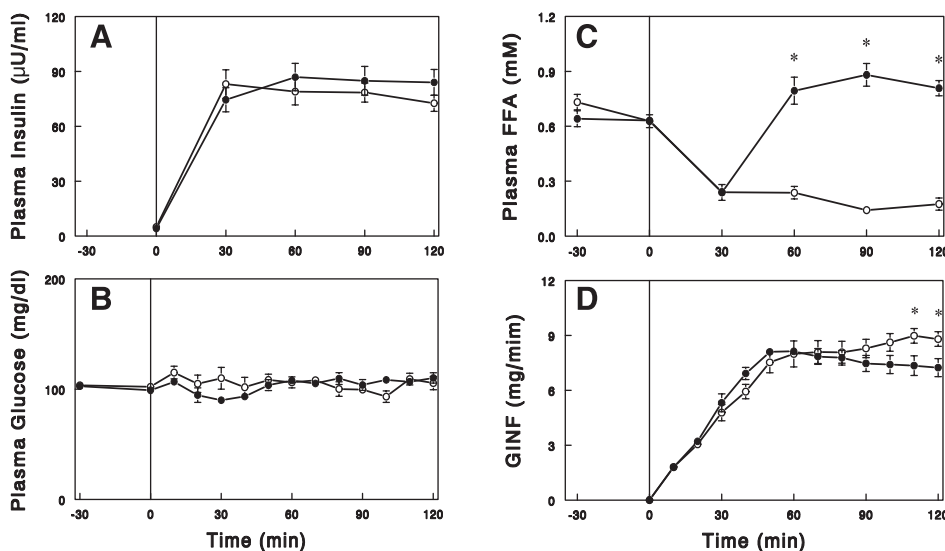 A
Plasma Insulin (μU/ml)
120
90
60
30
0
-30 0 30 60 90 120
B
Plasma Glucose (mg/dl)
200
100
0
-30 0 30 60 90 120
Time (min)
C
Plasma FFA (mM)
1.2
0.9
0.6
0.3
0.0
* * *
-30 0 30 60 90 120
D
GINF (mg/mim)
12
9
6
3
0
* *
-30 0 30 60 90 120
Time (min)